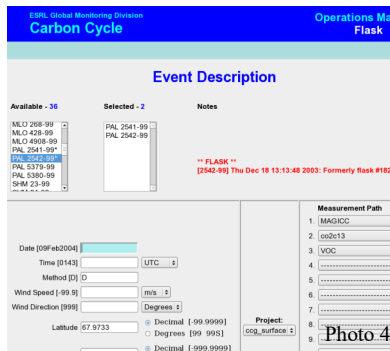 ESRL Global Monitoring Division
Carbon Cycle
Operations Ma
Flask
Event Description
Available - 36
Selected - 2
Notes
MLO 268-99
MLO 428-99
MLO 4908-99
PAL 2541-99*
PAL 2542-99*
PAL 5379-99
PAL 5380-99
SHM 23-99
PAL 2541-99
PAL 2542-99
** FLASK **
[2542-99] Thu Dec 18 13:13:48 2003: Formerly flask #182
Measurement Path
1. MAGICC
2. co2c13
3. VOC
4. ----------------
5. ----------------
6. ----------------
7. ----------------
8. ----------------
9. ----------------
Date [09Feb2004]
Time [0143]
UTC
Method [D] D
Wind Speed [-99.9]
m/s
Wind Direction [999]
Degrees
Latitude 67.9733
Decimal [-99.9999]
Degrees [99 99S]
Decimal [-999.9999]
Project:
ccg_surface
Photo 4